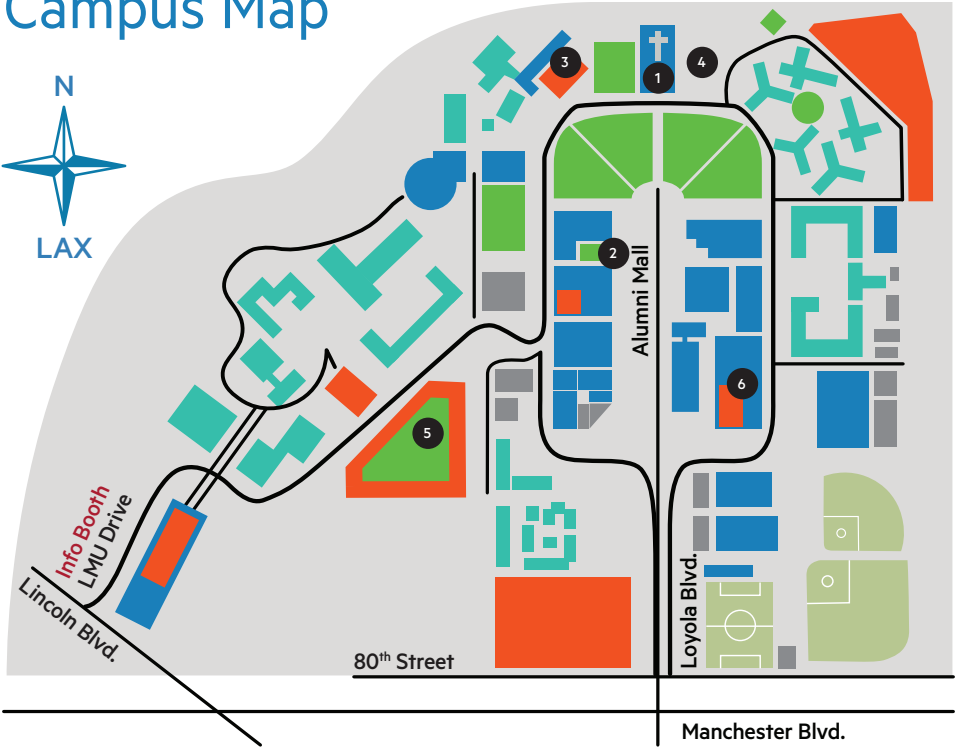 Campus Map
N
LAX
3
1
4
2
Alumni Mall
6
5
Info Booth
LMU Drive
Lincoln Blvd.
Loyola Blvd.
80th Street
Manchester Blvd.